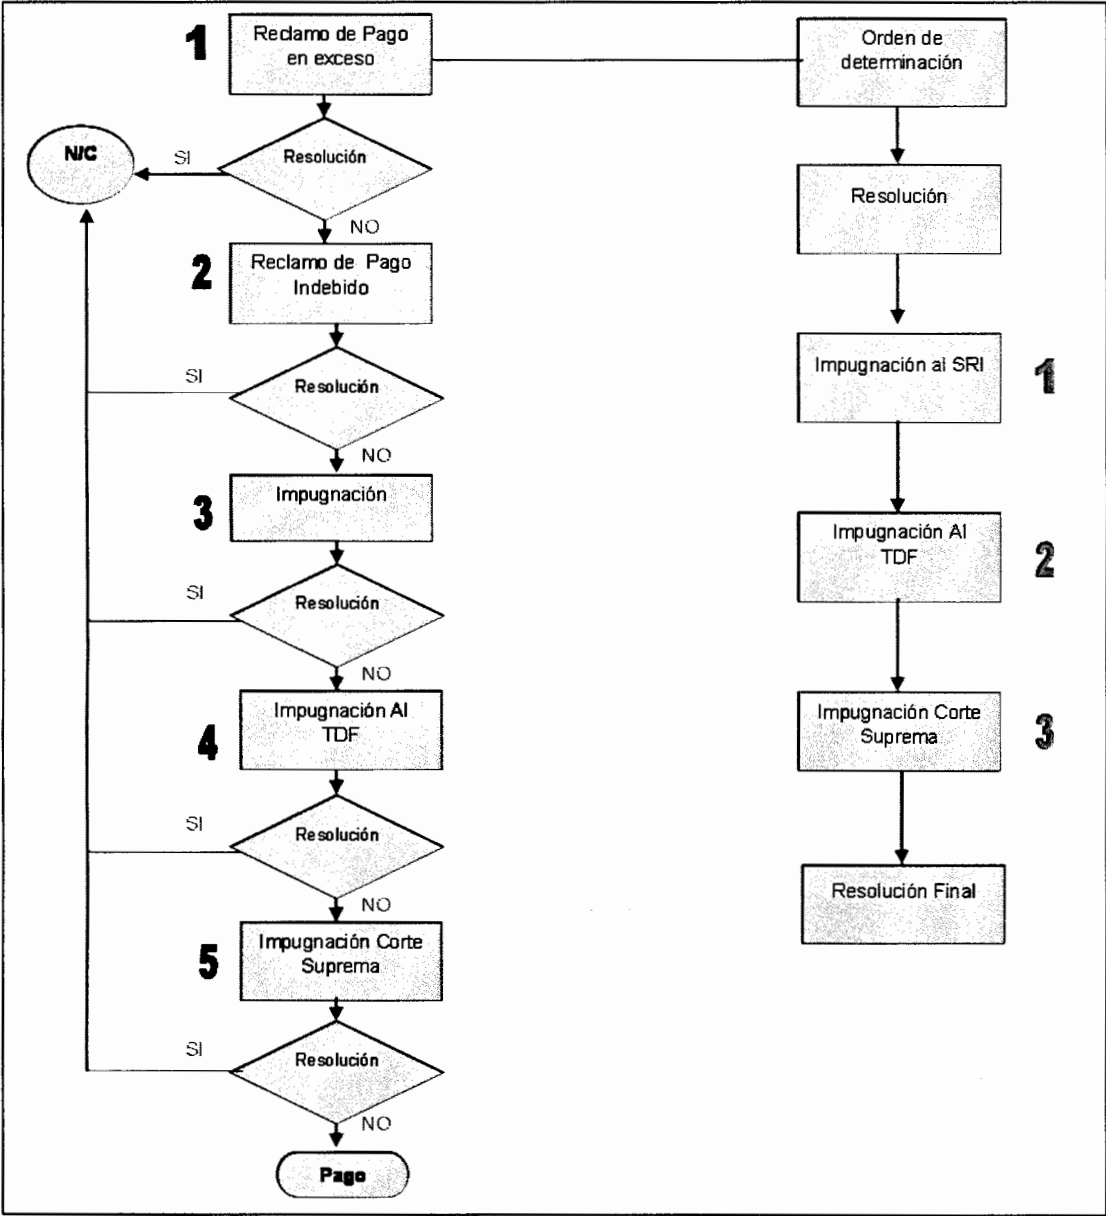 1
Reclamo de Pago
en exceso
Resolución
SI
N/C
NO
2
Reclamo de Pago
Indebido
Resolución
SI
NO
3
Impugnación
Resolución
SI
NO
4
Impugnación Al
TDF
Resolución
SI
NO
5
Impugnación Corte
Suprema
Resolución
SI
NO
Pago
Orden de
determinación
Resolución
Impugnación al SRI
1
Impugnación Al
TDF
2
Impugnación Corte
Suprema
3
Resolución Final